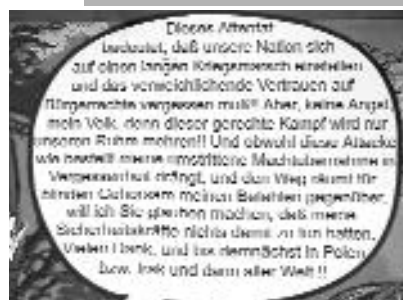 Dieses Attentat
bedeutet, daß unsere Nation sich
auf einen langen Kriegsmarsch einstellen
und das verweichlichende Vertrauen auf
Bürgerrechte vergessen muß!! Aber, keine Angst
mein Volk, denn dieser gerechte Kampf wird nur
unseren Ruhm mehren!! Und obwohl diese Attacke
wie bestellt meine umstrittene Machtübernahme in
Vergessenheit drängt, und den Weg räumt für
blinden Gehorsam meinen Befehlen gegenüber,
will ich Sie glauben machen, daß meine
Sicherheitskräfte nichts damit zu tun hatten.
Vielen Dank, und bis demnächst in Polen
bzw. Irak und dann aller Welt !!